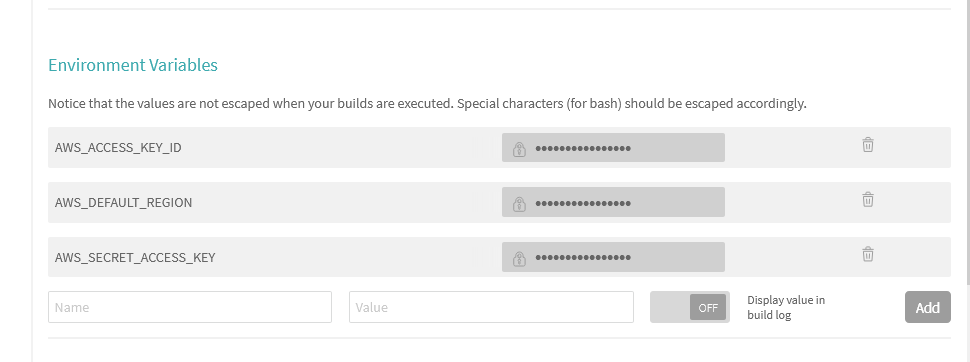 Environment Variables
Notice that the values are not escaped when your builds are executed. Special characters (for bash) should be escaped accordingly.
AWS_ACCESS_KEY_ID ••••••••••••••••
AWS_DEFAULT_REGION ••••••••••••••••
AWS_SECRET_ACCESS_KEY ••••••••••••••••
Name Value OFF Display value in
build log
Add